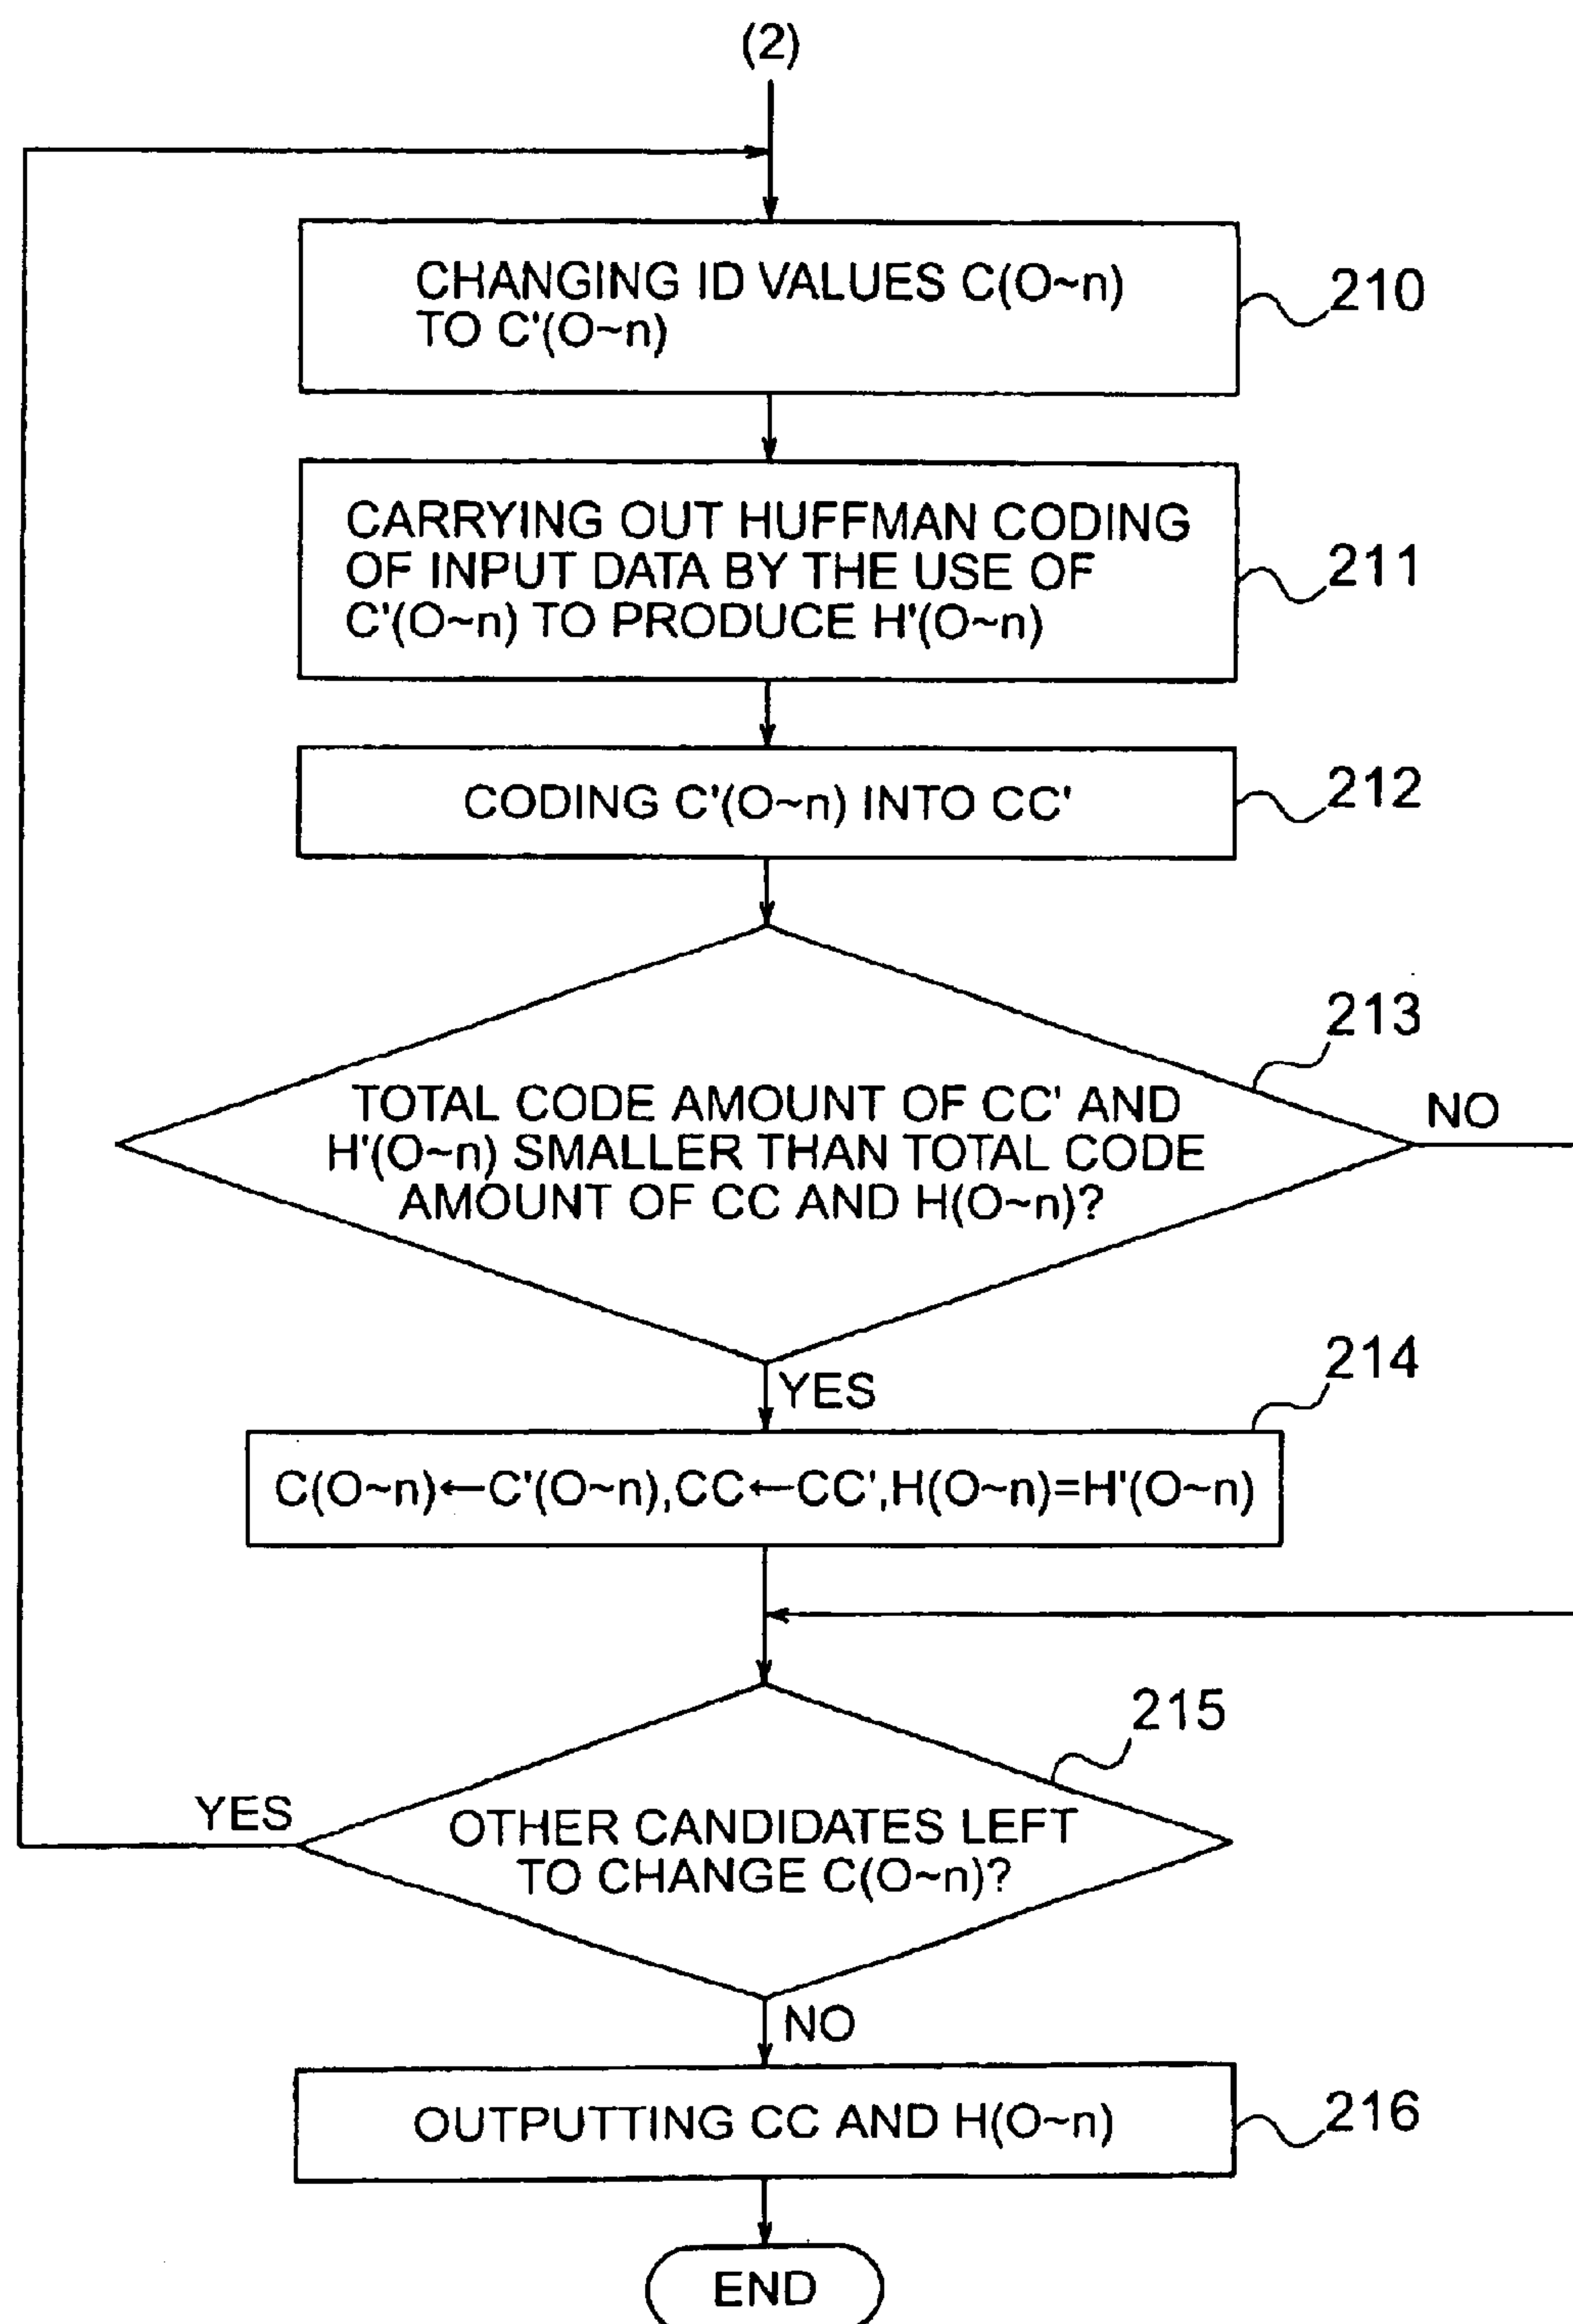 (2)
CHANGING ID VALUES C(O~n)
TO C'(O~n)
210
CARRYING OUT HUFFMAN CODING
OF INPUT DATA BY THE USE OF
C'(O~n) TO PRODUCE H'(O~n)
211
CODING C'(O~n) INTO CC'
212
213
TOTAL CODE AMOUNT OF CC' AND
H'(O~n) SMALLER THAN TOTAL CODE
AMOUNT OF CC AND H(O~n)?
NO
YES
214
C(O~n)←C'(O~n),CC←CC',H(O~n)=H'(O~n)
215
YES
OTHER CANDIDATES LEFT
TO CHANGE C(O~n)?
NO
OUTPUTTING CC AND H(O~n)
216
END